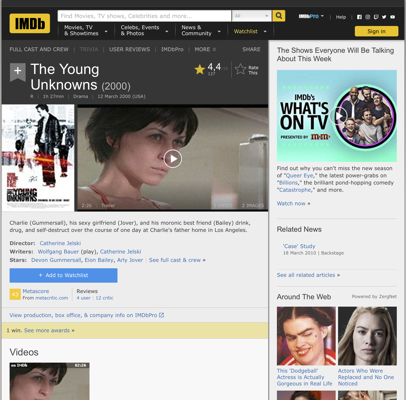 IMDb
Find Movies, TV shows, Celebrities and more...
All
Movies, TV & Showtimes
Celebs, Events & Photos
News & Community
Watchlist
IMDbPro
Help
Sign in
FULL CAST AND CREW | TRIVIA | USER REVIEWS | IMDbPro | MORE
SHARE
The Young Unknowns (2000)
4,4
Rate This
R | 1h 27min | Drama | 12 March 2000 (USA)
2:26 | Trailer
2 IMAGES
Charlie (Gummersall), his sexy girlfriend (Jover), and his moronic best friend (Bailey) drink,
drug, and self-destruct over the course of one day at Charlie's father home in Los Angeles.
Director: Catherine Jelski
Writers: Wolfgang Bauer (play), Catherine Jelski
Stars: Devon Gummersall, Eion Bailey, Arly Jover | See full cast & crew »
+ Add to Watchlist
Metascore
From metacritic.com
Reviews
4 user | 12 critic
View production, box office, & company info on IMDbPro
1 win. See more awards »
Videos
The Shows Everyone Will Be Talking
About This Week
IMDb's
WHAT'S
ON TV
PRESENTED BY
Find out why you can't miss the new season
of "Queer Eye," the latest power-grabs on
"Billions," the brilliant pond-hopping comedy
"Catastrophe," and more.
Watch now »
Related News
'Case' Study
18 March 2010 | Backstage
See all related articles »
Around The Web
Powered by ZergNet
This 'Dodgeball'
Actress is Actually
Gorgeous in Real Life
Actors Who Were
Replaced and No One
Noticed